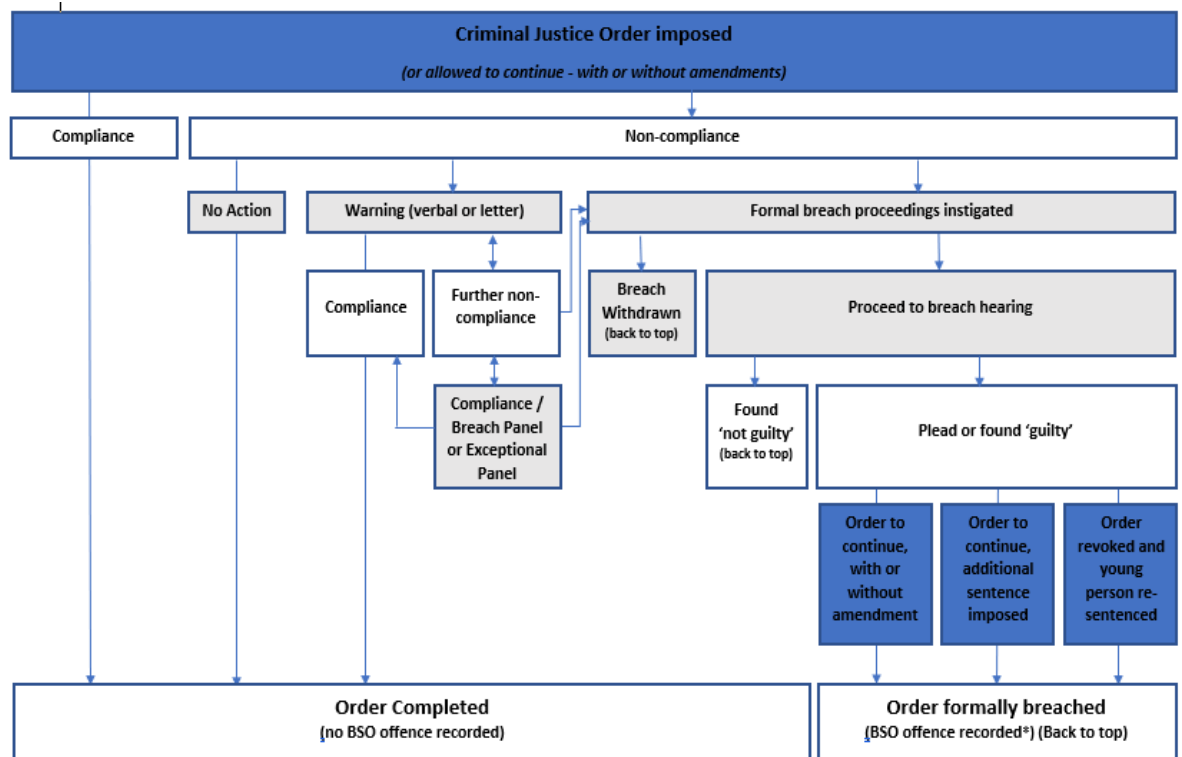 Criminal Justice Order imposed
(or allowed to continue - with or without amendments)
Compliance
Non-compliance
No Action
Warning (verbal or letter)
Formal breach proceedings instigated
Compliance
Further non-
compliance
Breach
Withdrawn
(back to top)
Proceed to breach hearing
Compliance /
Breach Panel
or Exceptional
Panel
Found
‘not guilty’
(back to top)
Plead or found ‘guilty’
Order to
continue,
with or
without
amendment
Order to
continue,
additional
sentence
imposed
Order
revoked and
young
person re-
sentenced
Order Completed
(no BSO offence recorded)
Order formally breached
(BSO offence recorded*) (Back to top)